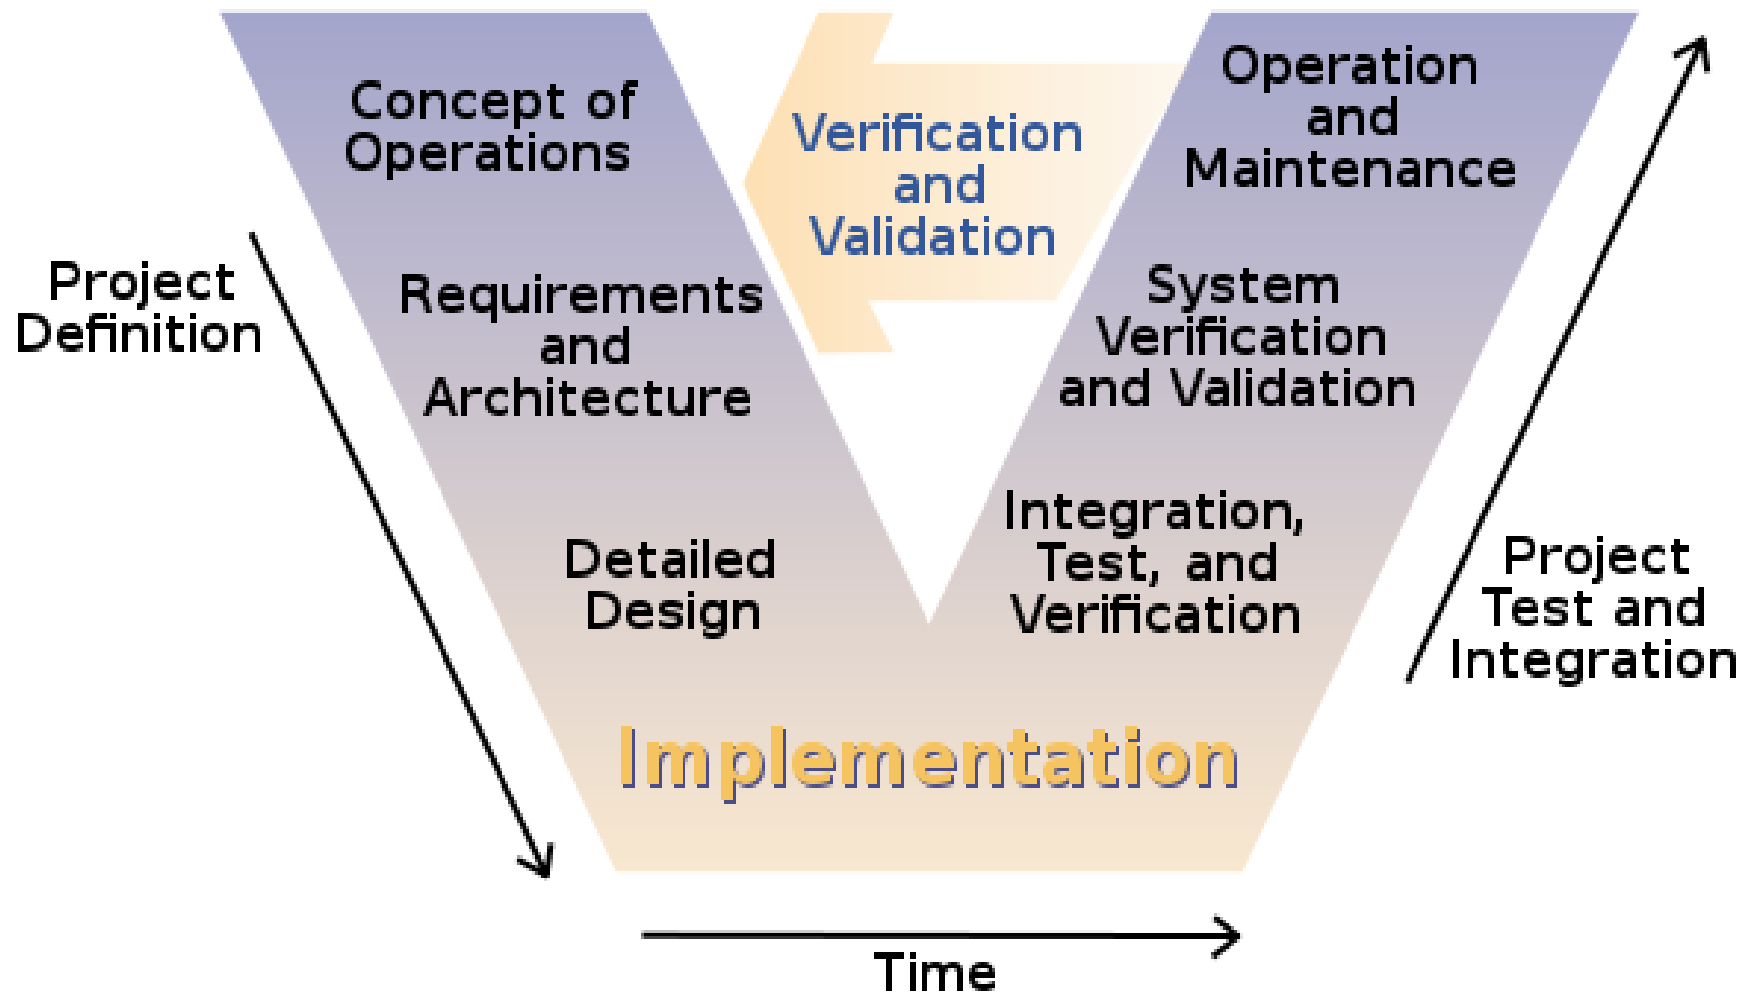 Concept of
Operations
Verification
and
Validation
Operation
and
Maintenance
Project
Definition
Requirements
and
Architecture
System
Verification
and Validation
Detailed
Design
Integration,
Test, and
Verification
Project
Test and
Integration
Implementation
Time